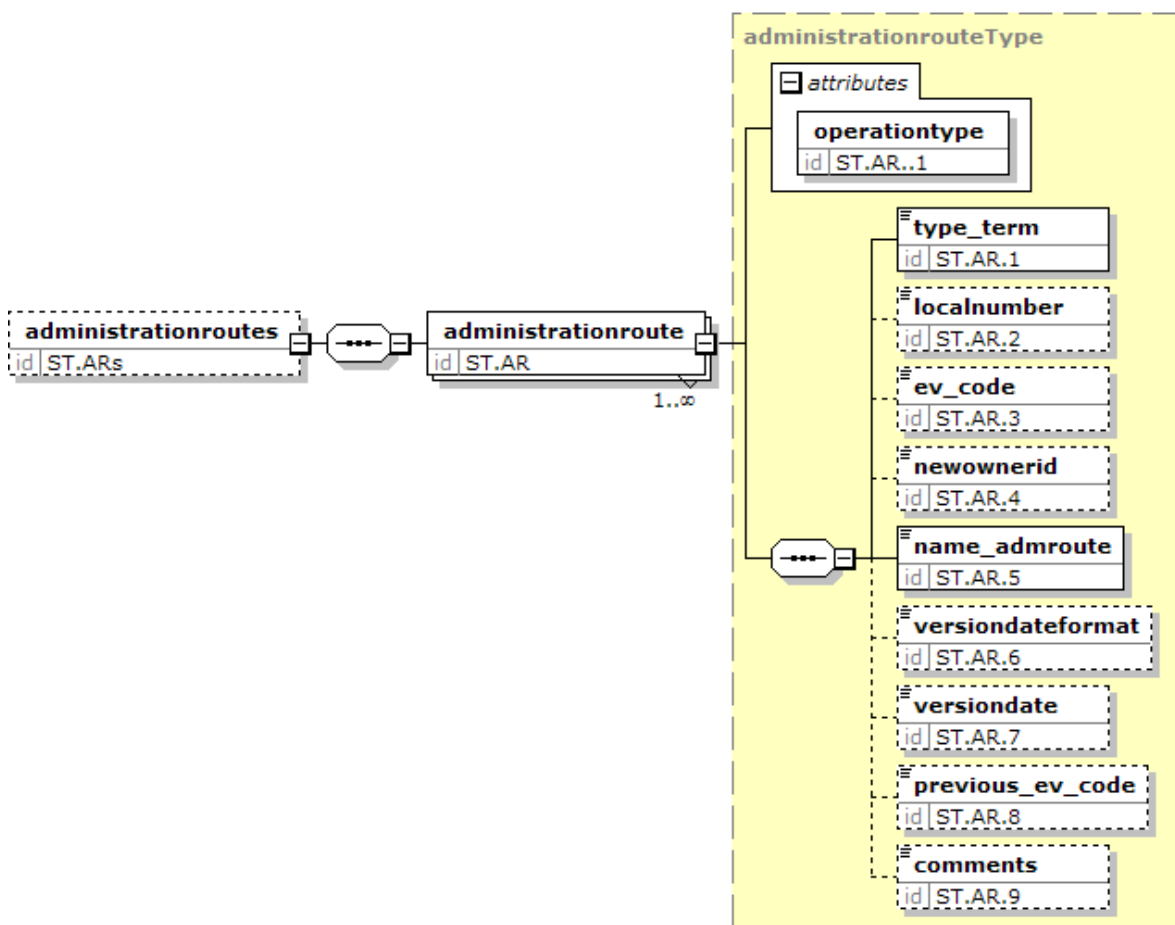 administrationrouteType
attributes
operationtype
id ST.AR..1
type_term
id ST.AR.1
localnumber
id ST.AR.2
administrationroutes
id ST.ARs
administrationroute
id ST.AR
1..∞
ev_code
id ST.AR.3
newownerid
id ST.AR.4
name_admroute
id ST.AR.5
versiondateformat
id ST.AR.6
versiondate
id ST.AR.7
previous_ev_code
id ST.AR.8
comments
id ST.AR.9